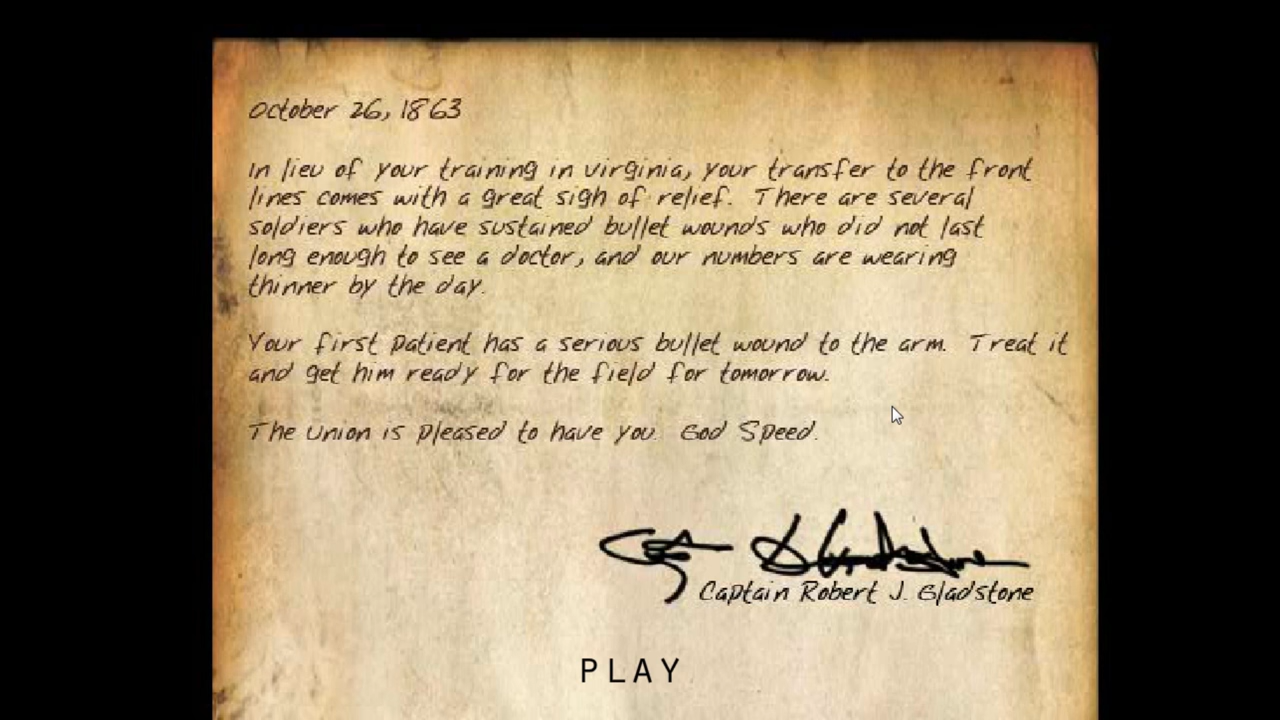 October 26, 1863
In lieu of your training in virginia, your transfer to the front
lines comes with a great sigh of relief. There are several
soldiers who have sustained bullet wounds who did not last
long enough to see a doctor, and our numbers are wearing
thinner by the day.
Your first patient has a serious bullet wound to the arm. Treat it
and get him ready for the field for tomorrow.
The Union is pleased to have you. God Speed.
Captain Robert J. Gladstone
PLAY